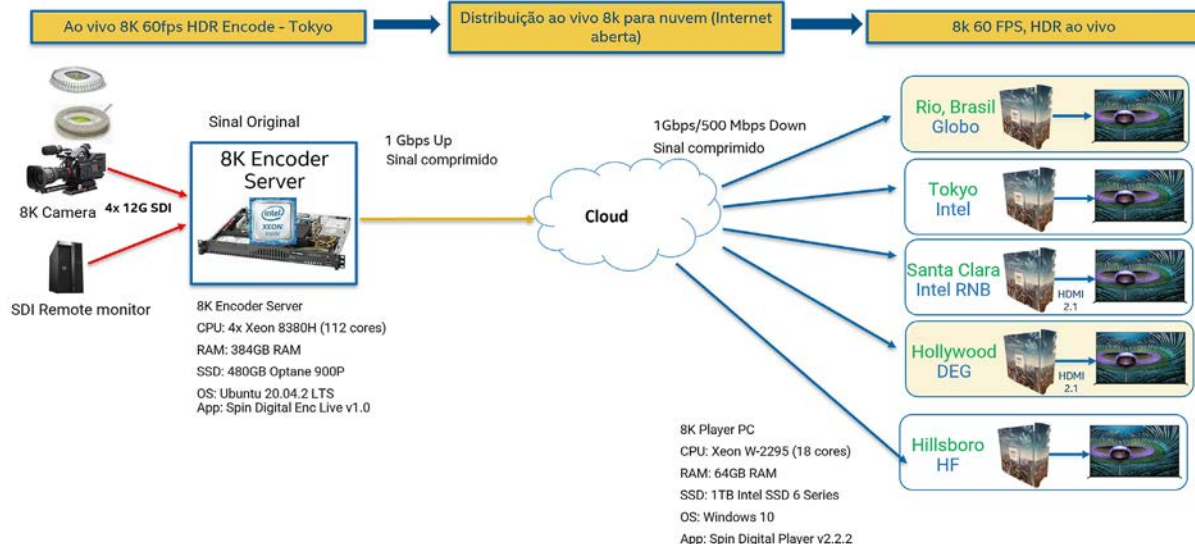 Ao vivo 8K 60fps HDR Encode - Tokyo
Distribuição ao vivo 8k para nuvem (Internet
aberta)
8k 60 FPS, HDR ao vivo
Sinal Original
8K Encoder
Server
intel
XEON
inside
8K Camera
4x 12G SDI
SDI Remote monitor
8K Encoder Server
CPU: 4x Xeon 8380H (112 cores)
RAM: 384GB RAM
SSD: 480GB Optane 900P
OS: Ubuntu 20.04.2 LTS
App: Spin Digital Enc Live v1.0
1 Gbps Up
Sinal comprimido
Cloud
1Gbps/500 Mbps Down
Sinal comprimido
Rio, Brasil
Globo
Tokyo
Intel
Santa Clara
Intel RNB
HDMI
2.1
Hollywood
DEG
HDMI
2.1
Hillsboro
HF
8K Player PC
CPU: Xeon W-2295 (18 cores)
RAM: 64GB RAM
SSD: 1TB Intel SSD 6 Series
OS: Windows 10
App: Spin Digital Player v2.2.2